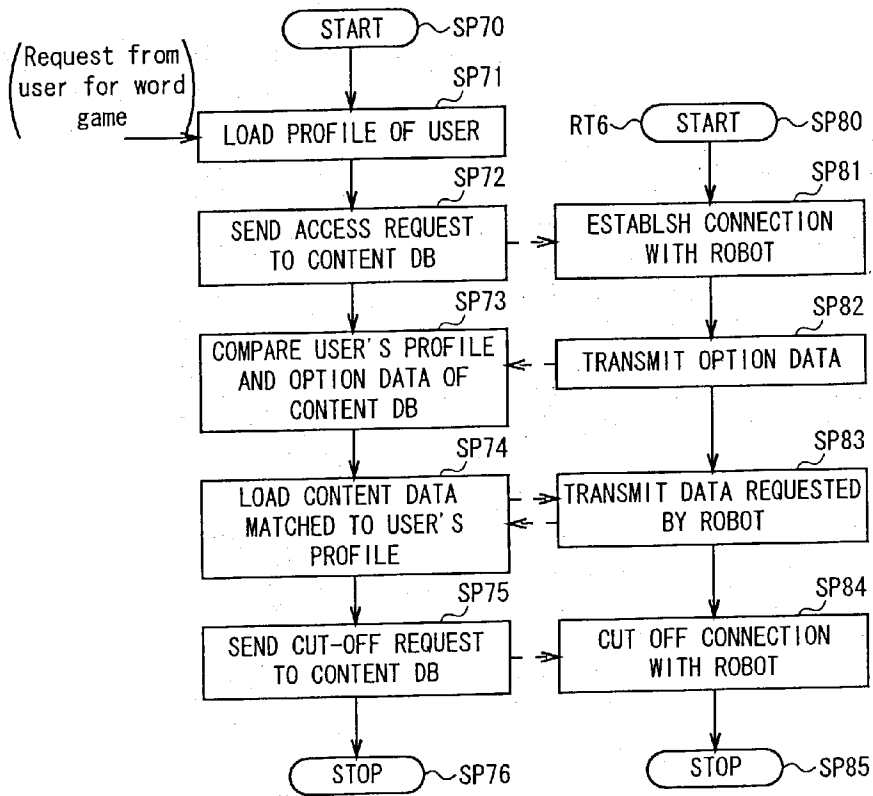 START
SP70
(Request from
user for word
game)
SP71
LOAD PROFILE OF USER
SP72
SEND ACCESS REQUEST
TO CONTENT DB
SP73
COMPARE USER'S PROFILE
AND OPTION DATA OF
CONTENT DB
SP74
LOAD CONTENT DATA
MATCHED TO USER'S
PROFILE
SP75
SEND CUT-OFF REQUEST
TO CONTENT DB
STOP
SP76
RT6
START
SP80
SP81
ESTABLSH CONNECTION
WITH ROBOT
SP82
TRANSMIT OPTION DATA
SP83
TRANSMIT DATA REQUESTED
BY ROBOT
SP84
CUT OFF CONNECTION
WITH ROBOT
STOP
SP85